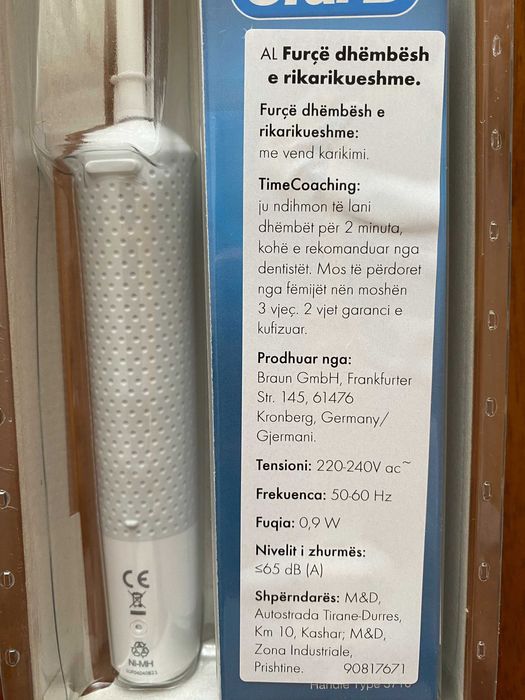 Oral-B
AL Furçë dhëmbësh
e rikarikueshme.
Furçë dhëmbësh e
rikarikueshme:
me vend karikimi.
TimeCoaching:
ju ndihmon të lani
dhëmbët për 2 minuta,
kohë e rekomanduar nga
dentistët. Mos të përdoret
nga fëmijët nën moshën
3 vjeç. 2 vjet garanci e
kufizuar.
Prodhuar nga:
Braun GmbH, Frankfurter
Str. 145, 61476
Kronberg, Germany/
Gjermani.
Tensioni: 220-240V ac~
Frekuenca: 50-60 Hz
Fuqia: 0,9 W
Nivelit i zhurmës:
≤65 dB (A)
Shpërndarës: M&D,
Autostrada Tirane-Durres,
Km 10, Kashar; M&D,
Zona Industriale,
Prishtine. 90817671
Handle Type
CE
Ni-MH